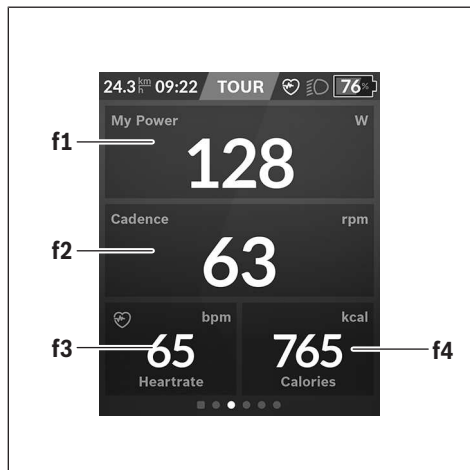 24.3 km/h 09:22 TOUR 76%
My Power W
f1
128
Cadence rpm
f2
63
bpm kcal
f3 65 765 f4
Heartrate Calories